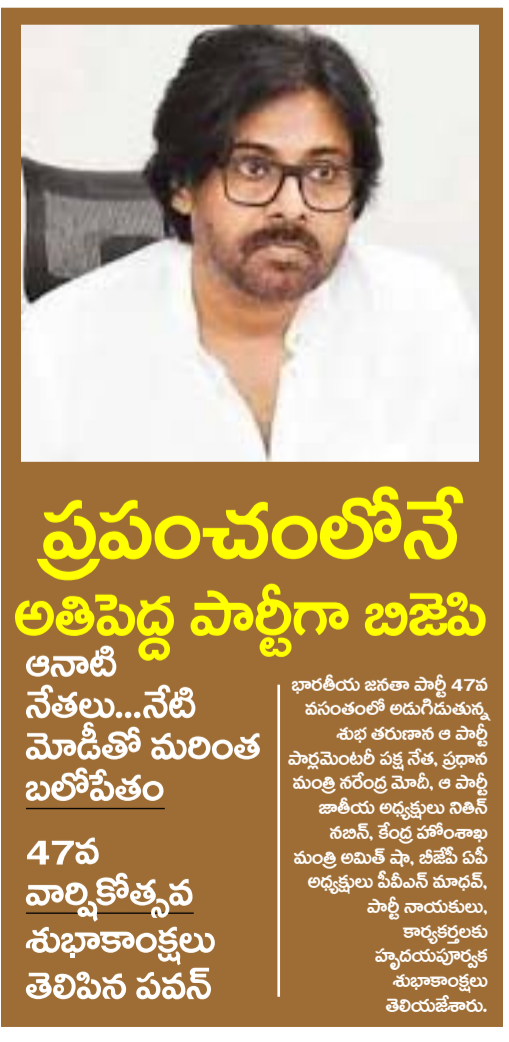 ప్రపంచంలోనే
అతిపెద్ద పార్టీగా బిజెపి
ఆనాటి
నేతలు...నేటి
మోడీతో మరింత
బలోపేతం
47వ
వార్షికోత్సవ
శుభాకాంక్షలు
తెలిపిన పవన్
భారతీయ జనతా పార్టీ 47వ
వసంతంలో అడుగిడుతున్న
శుభ తరుణాన ఆ పార్టీ
పార్లమెంటరీ పక్ష నేత, ప్రధాన
మంత్రి నరేంద్ర మోదీ, ఆ పార్టీ
జాతీయ అధ్యక్షులు నితిన్
నబిన్, కేంద్ర హోంశాఖ
మంత్రి అమిత్ షా, బీజేపీ ఏపీ
అధ్యక్షులు పీవీఎన్ మాధవ్,
పార్టీ నాయకులు,
కార్యకర్తలకు
హృదయపూర్వక
శుభాకాంక్షలు
తెలియజేశారు.